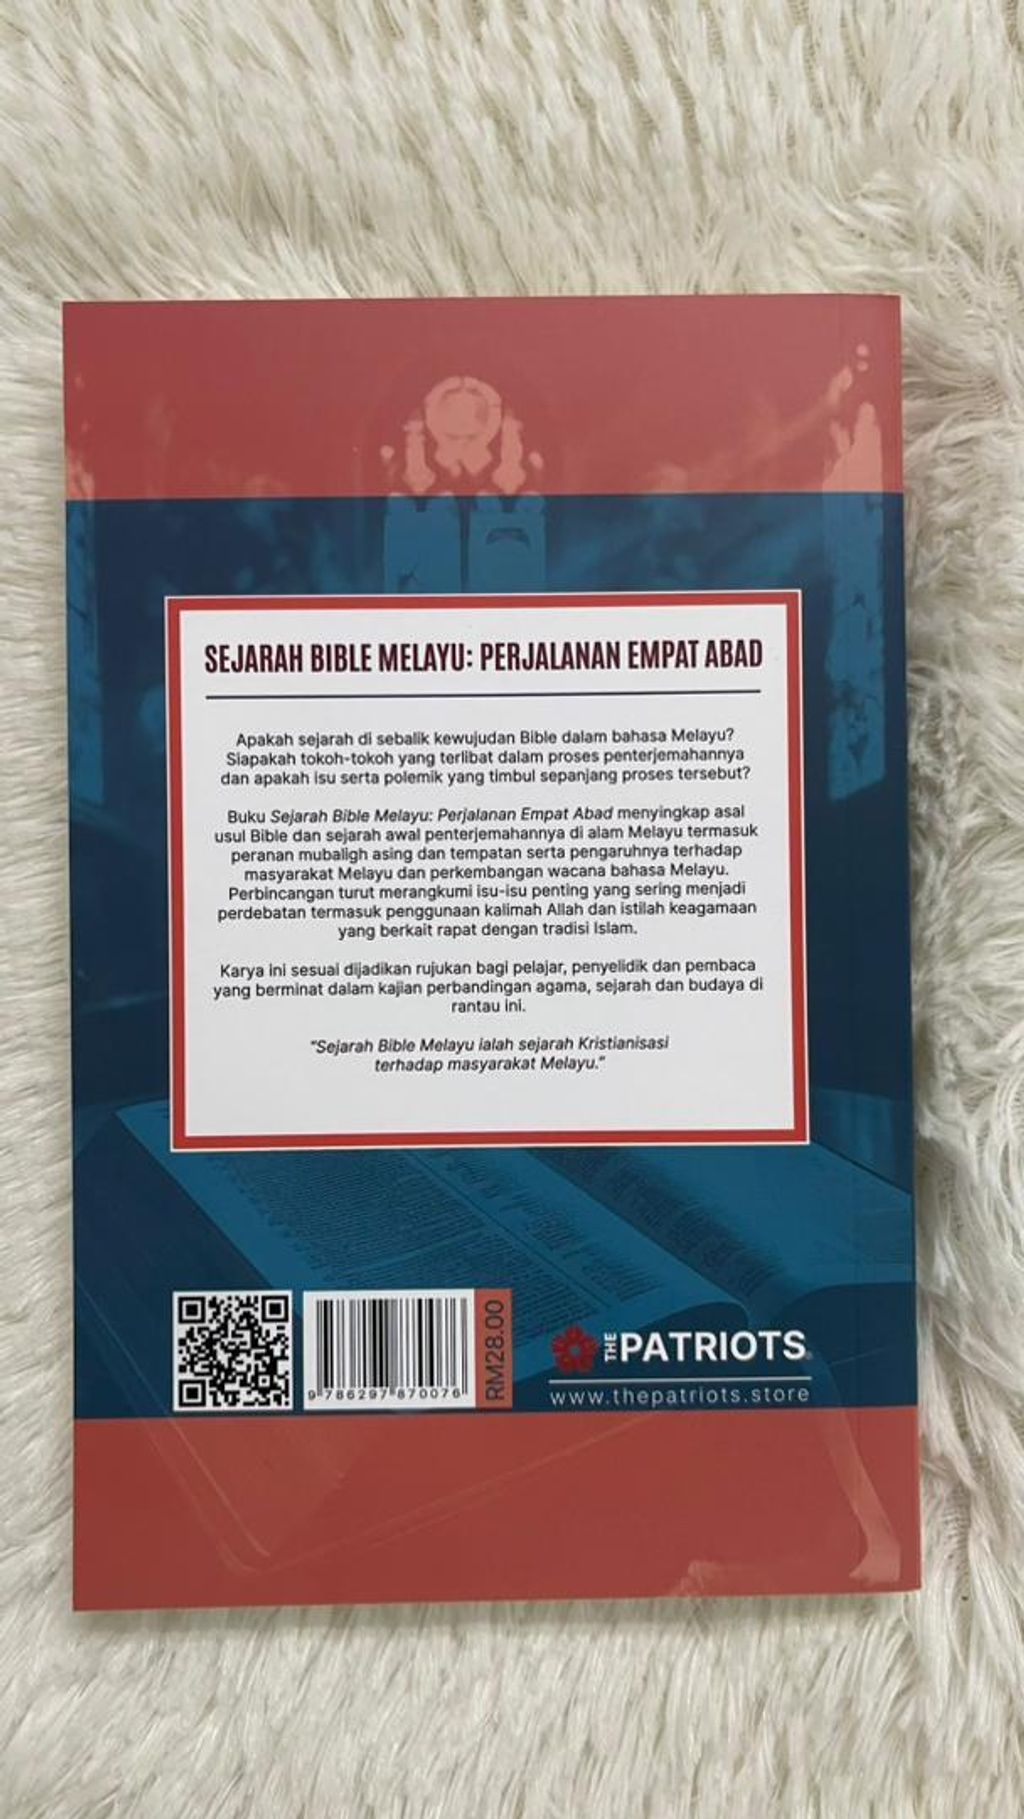 SEJARAH BIBLE MELAYU: PERJALANAN EMPAT ABAD
Apakah sejarah di sebalik kewujudan Bible dalam bahasa Melayu?
Siapakah tokoh-tokoh yang terlibat dalam proses penterjemahannya
dan apakah isu serta polemik yang timbul sepanjang proses tersebut?
Buku Sejarah Bible Melayu: Perjalanan Empat Abad menyingkap asal
usul Bible dan sejarah awal penterjemahannya di alam Melayu termasuk
peranan mubaligh asing dan tempatan serta pengaruhnya terhadap
masyarakat Melayu dan perkembangan wacana bahasa Melayu.
Perbincangan turut merangkumi isu-isu penting yang sering menjadi
perdebatan termasuk penggunaan kalimah Allah dan istilah keagamaan
yang berkait rapat dengan tradisi Islam.
Karya ini sesuai dijadikan rujukan bagi pelajar, penyelidik dan pembaca
yang berminat dalam kajian perbandingan agama, sejarah dan budaya di
rantau ini.
"Sejarah Bible Melayu ialah sejarah Kristianisasi
terhadap masyarakat Melayu."
9 786297 870076
RM28.00
THE PATRIOTS
www.thepatriots.store